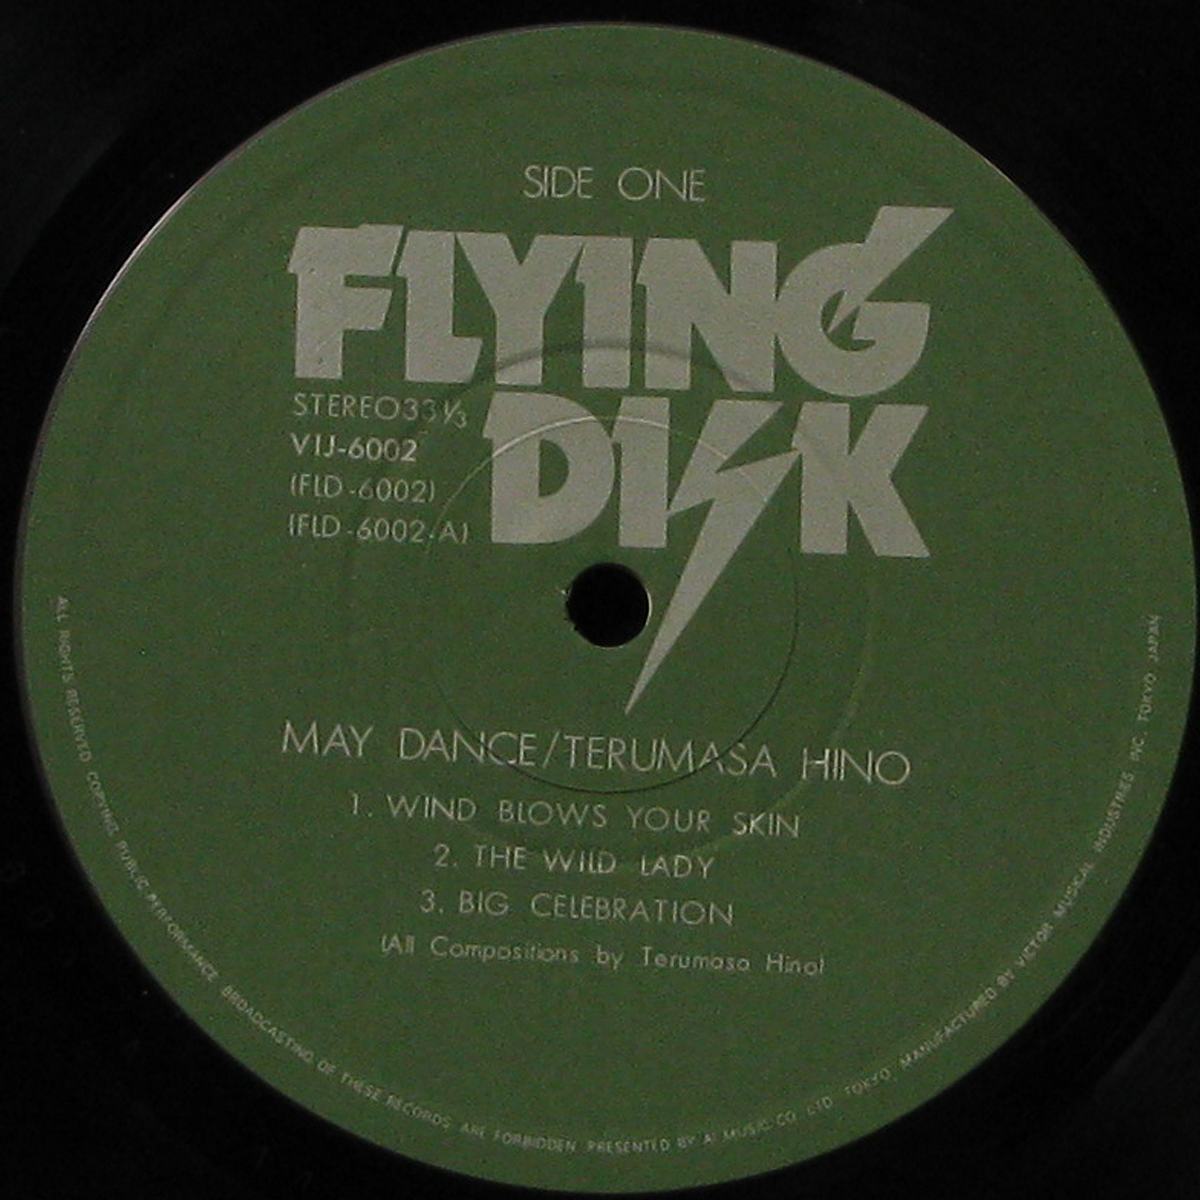 SIDE ONE
FLYING
DISK
STEREO 33 1/3
VIJ-6002
(FLD-6002)
(FLD-6002-A)
MAY DANCE/TERUMASA HINO
1. WIND BLOWS YOUR SKIN
2. THE WILD LADY
3. BIG CELEBRATION
(All Compositions by Terumasa Hino)
ALL RIGHTS RESERVED COPYING, PUBLIC PERFORMANCE BROADCASTING OF THESE RECORDS ARE FORBIDDEN PRESENTED BY AI MUSIC CO LTD. TOKYO, MANUFACTURED BY VICTOR MUSICAL INDUSTRIES INC. TOKYO JAPAN